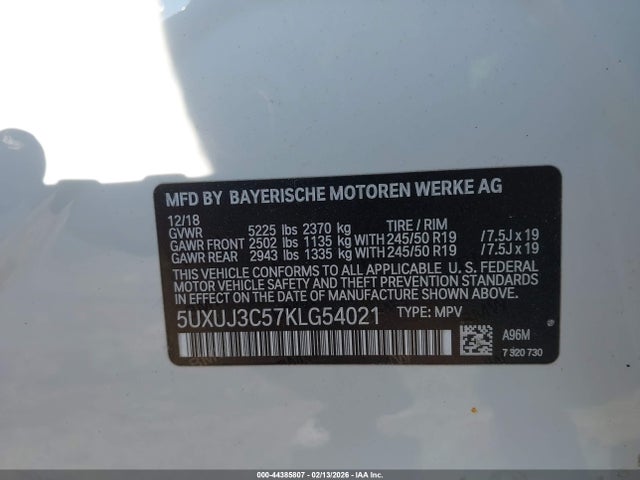 MFD BY BAYERISCHE MOTOREN WERKE AG
12/18
GVWR 5225 lbs 2370 kg TIRE / RIM
GAWR FRONT 2502 lbs 1135 kg WITH 245/50 R19 /7.5J x 19
GAWR REAR 2943 lbs 1335 kg WITH 245/50 R19 /7.5J x 19
THIS VEHICLE CONFORMS TO ALL APPLICABLE U. S. FEDERAL
MOTOR VEHICLE SAFETY, BUMPER, AND THEFT PREVENTION
STANDARDS IN EFFECT ON THE DATE OF MANUFACTURE SHOWN ABOVE.
5UXUJ3C57KLG54021 TYPE: MPV
A96M
7 920 730
000-44385807 - 02/13/2026 - IAA Inc.